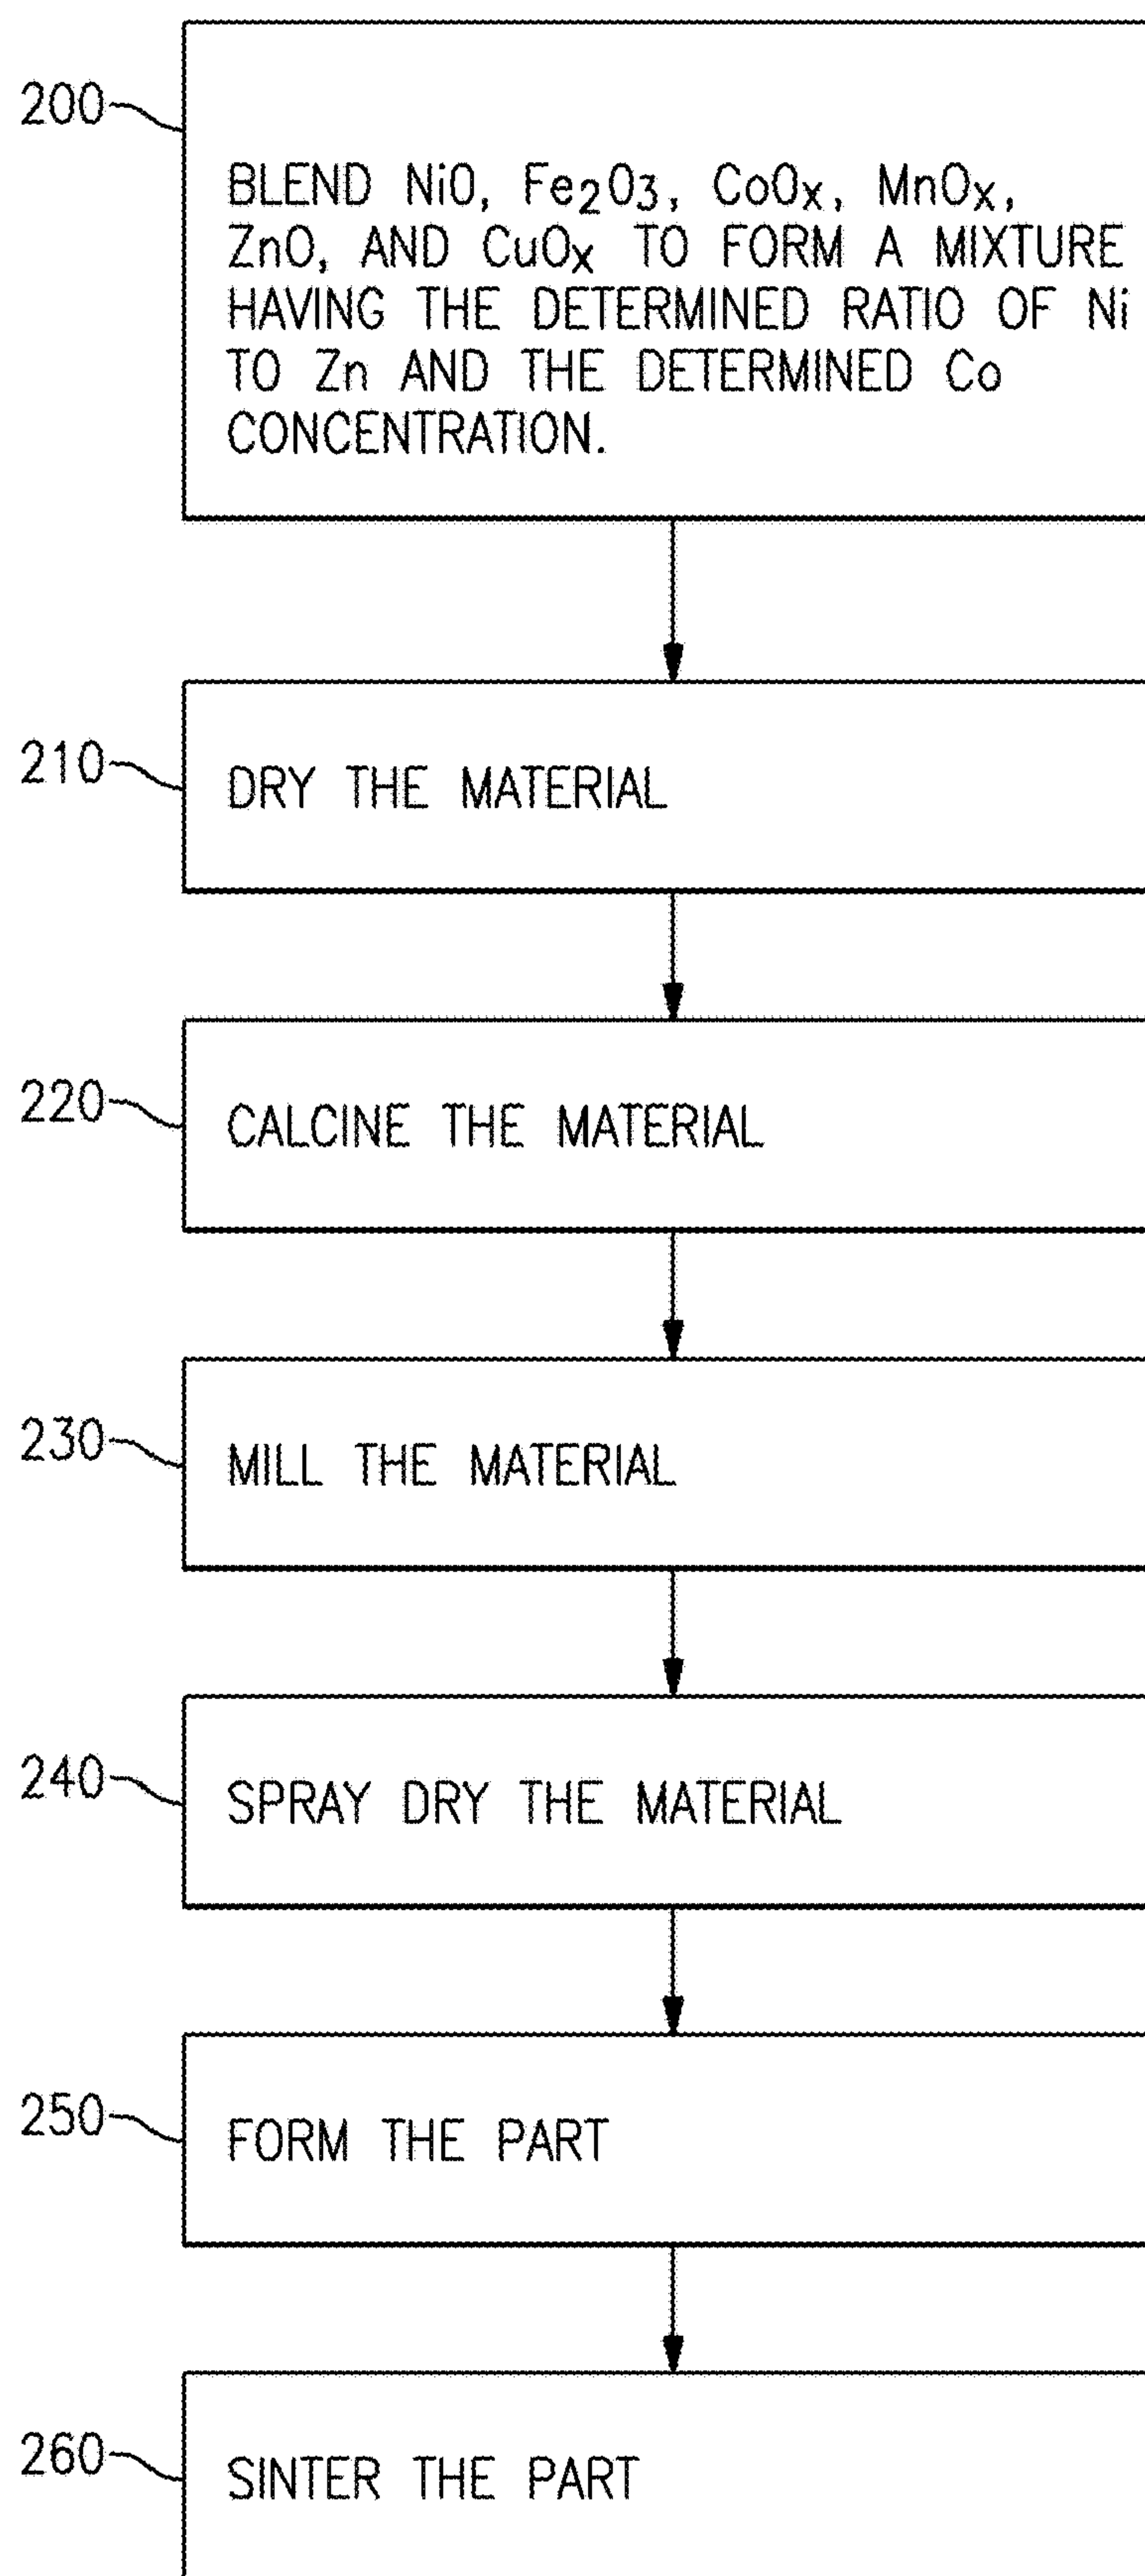 200
BLEND NiO, Fe₂O₃, CoOₓ, MnOₓ,
ZnO, AND CuOₓ TO FORM A MIXTURE
HAVING THE DETERMINED RATIO OF Ni
TO Zn AND THE DETERMINED Co
CONCENTRATION.
210
DRY THE MATERIAL
220
CALCINE THE MATERIAL
230
MILL THE MATERIAL
240
SPRAY DRY THE MATERIAL
250
FORM THE PART
260
SINTER THE PART